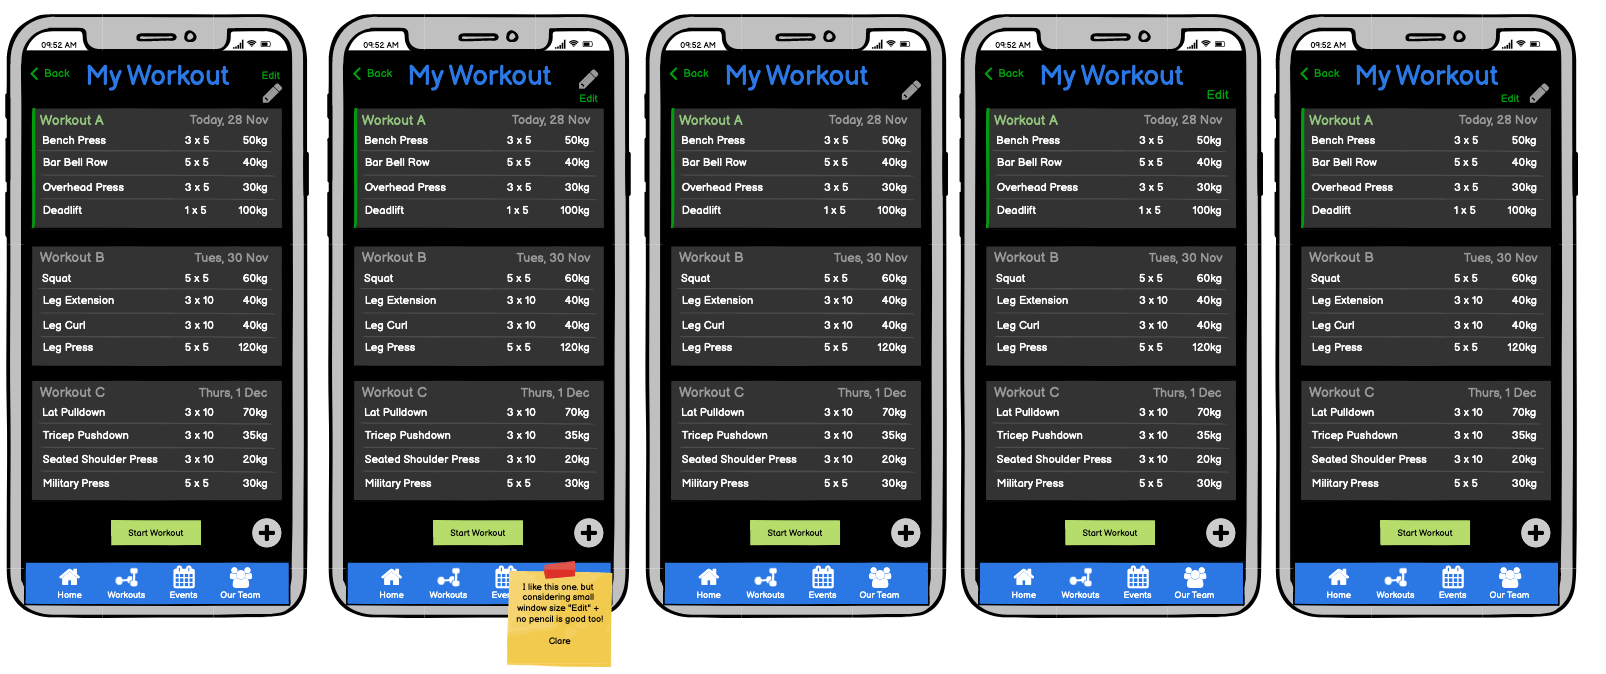 09:52 AM
Back
My Workout
Edit
Workout A Today, 28 Nov
Bench Press 3 x 5 50kg
Bar Bell Row 5 x 5 40kg
Overhead Press 3 x 5 30kg
Deadlift 1 x 5 100kg
Workout B Tues, 30 Nov
Squat 5 x 5 60kg
Leg Extension 3 x 10 40kg
Leg Curl 3 x 10 40kg
Leg Press 5 x 5 120kg
Workout C Thurs, 1 Dec
Lat Pulldown 3 x 10 70kg
Tricep Pushdown 3 x 10 35kg
Seated Shoulder Press 3 x 10 20kg
Military Press 5 x 5 30kg
Start Workout
Home Workouts Events Our Team
09:52 AM
Back
My Workout
Edit
Workout A Today, 28 Nov
Bench Press 3 x 5 50kg
Bar Bell Row 5 x 5 40kg
Overhead Press 3 x 5 30kg
Deadlift 1 x 5 100kg
Workout B Tues, 30 Nov
Squat 5 x 5 60kg
Leg Extension 3 x 10 40kg
Leg Curl 3 x 10 40kg
Leg Press 5 x 5 120kg
Workout C Thurs, 1 Dec
Lat Pulldown 3 x 10 70kg
Tricep Pushdown 3 x 10 35kg
Seated Shoulder Press 3 x 10 20kg
Military Press 5 x 5 30kg
Start Workout
Home Workouts
I like this one, but
considering small
window size "Edit" +
no pencil is good too!
Clare
09:52 AM
Back
My Workout
Workout A Today, 28 Nov
Bench Press 3 x 5 50kg
Bar Bell Row 5 x 5 40kg
Overhead Press 3 x 5 30kg
Deadlift 1 x 5 100kg
Workout B Tues, 30 Nov
Squat 5 x 5 60kg
Leg Extension 3 x 10 40kg
Leg Curl 3 x 10 40kg
Leg Press 5 x 5 120kg
Workout C Thurs, 1 Dec
Lat Pulldown 3 x 10 70kg
Tricep Pushdown 3 x 10 35kg
Seated Shoulder Press 3 x 10 20kg
Military Press 5 x 5 30kg
Start Workout
Home Workouts Events Our Team
09:52 AM
Back
My Workout
Edit
Workout A Today, 28 Nov
Bench Press 3 x 5 50kg
Bar Bell Row 5 x 5 40kg
Overhead Press 3 x 5 30kg
Deadlift 1 x 5 100kg
Workout B Tues, 30 Nov
Squat 5 x 5 60kg
Leg Extension 3 x 10 40kg
Leg Curl 3 x 10 40kg
Leg Press 5 x 5 120kg
Workout C Thurs, 1 Dec
Lat Pulldown 3 x 10 70kg
Tricep Pushdown 3 x 10 35kg
Seated Shoulder Press 3 x 10 20kg
Military Press 5 x 5 30kg
Start Workout
Home Workouts Events Our Team
09:52 AM
Back
My Workout
Edit
Workout A Today, 28 Nov
Bench Press 3 x 5 50kg
Bar Bell Row 5 x 5 40kg
Overhead Press 3 x 5 30kg
Deadlift 1 x 5 100kg
Workout B Tues, 30 Nov
Squat 5 x 5 60kg
Leg Extension 3 x 10 40kg
Leg Curl 3 x 10 40kg
Leg Press 5 x 5 120kg
Workout C Thurs, 1 Dec
Lat Pulldown 3 x 10 70kg
Tricep Pushdown 3 x 10 35kg
Seated Shoulder Press 3 x 10 20kg
Military Press 5 x 5 30kg
Start Workout
Home Workouts Events Our Team